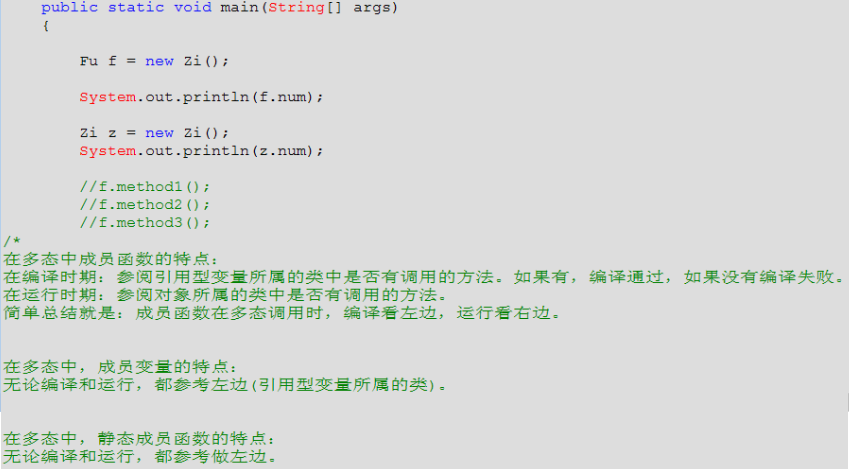 public static void main(String[] args)
{
Fu f = new Zi();
System.out.println(f.num);
Zi z = new Zi();
System.out.println(z.num);
//f.method1();
//f.method2();
//f.method3();
/*
在多态中成员函数的特点：
在编译时期：参阅引用型变量所属的类中是否有调用的方法。如果有，编译通过，如果没有编译失败。
在运行时期：参阅对象所属的类中是否有调用的方法。
简单总结就是：成员函数在多态调用时，编译看左边，运行看右边。
在多态中，成员变量的特点：
无论编译和运行，都参考左边(引用型变量所属的类)。
在多态中，静态成员函数的特点：
无论编译和运行，都参考做左边。